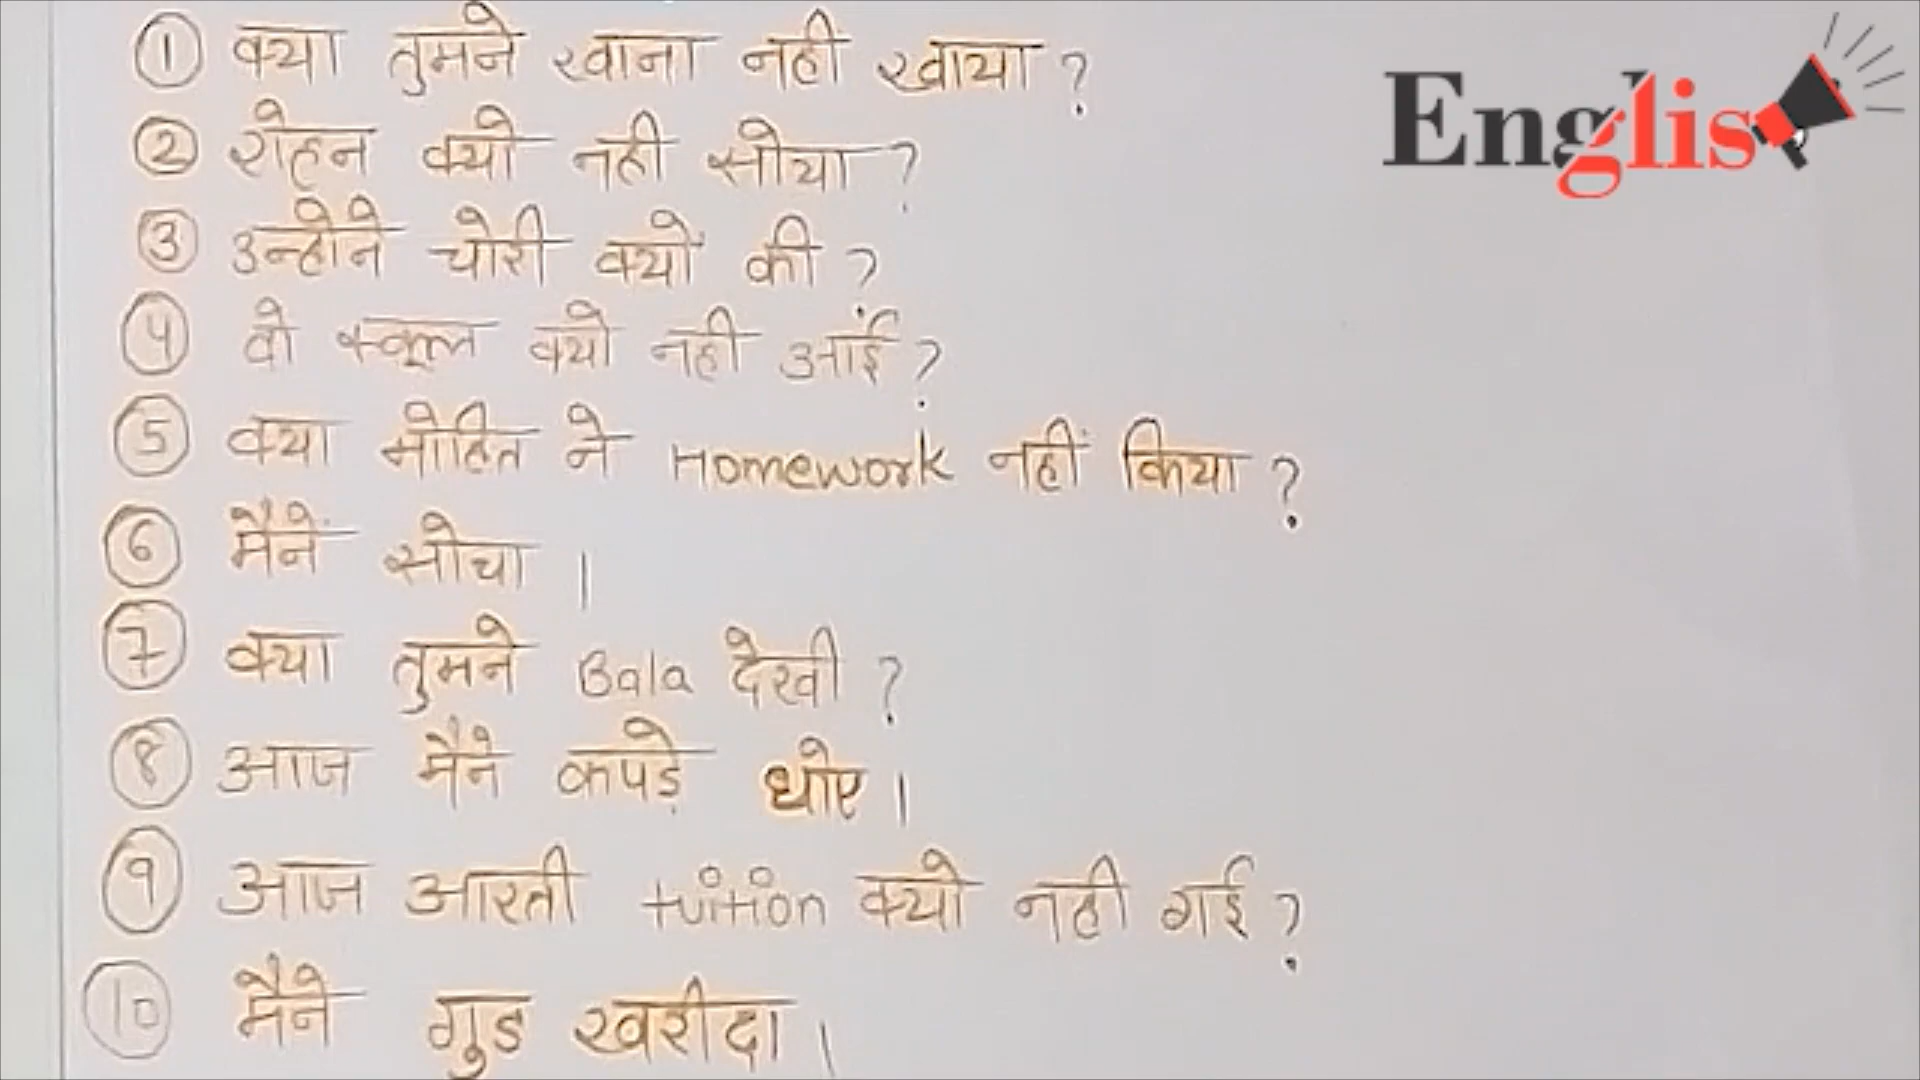 ① क्या तुमने खाना नही खाया?
② रोहन क्यो नही सोया?
③ उन्होने चोरी क्यों की?
④ वो स्कूल क्यो नही आई?
⑤ क्या मोहित ने Homework नहीं किया?
⑥ मैनें सोचा।
⑦ क्या तुमने Bala देखी?
⑧ आज मैने कपड़े धोए।
⑨ आज आरती tuition क्यो नही गई?
⑩ मैने गुड खरीदा।
Englis